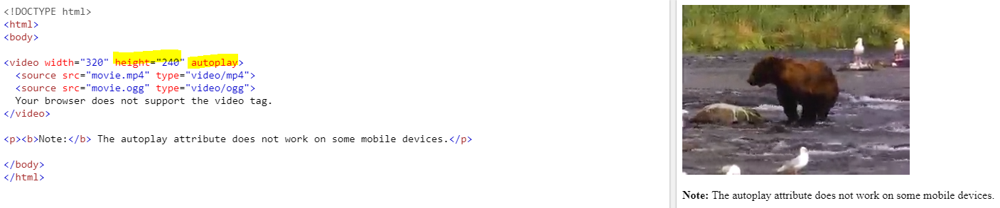 <!DOCTYPE html>
<html>
<body>
<video width="320" height="240" autoplay>
  <source src="movie.mp4" type="video/mp4">
  <source src="movie.ogg" type="video/ogg">
  Your browser does not support the video tag.
</video>
<p><b>Note:</b> The autoplay attribute does not work on some mobile devices.</p>
</body>
</html>
Note: The autoplay attribute does not work on some mobile devices.